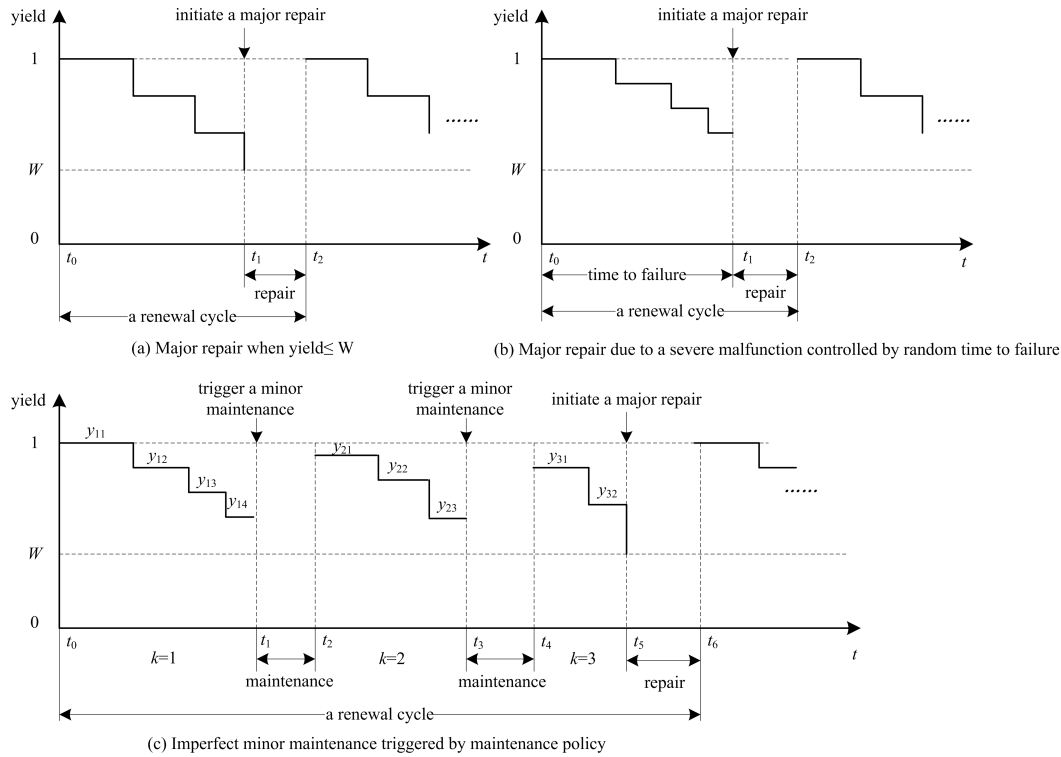 yield
initiate a major repair
1
W
0
t0
t1
t2
t
repair
a renewal cycle
......
(a) Major repair when yield≤ W
yield
initiate a major repair
1
W
0
t0
t1
t2
t
time to failure
repair
a renewal cycle
......
(b) Major repair due to a severe malfunction controlled by random time to failure
yield
trigger a minor
maintenance
trigger a minor
maintenance
initiate a major repair
1
y11
y12
y13
y14
y21
y22
y23
y31
y32
......
W
0
t0
t1
t2
t3
t4
t5
t6
t
k=1
k=2
k=3
maintenance
maintenance
repair
a renewal cycle
(c) Imperfect minor maintenance triggered by maintenance policy